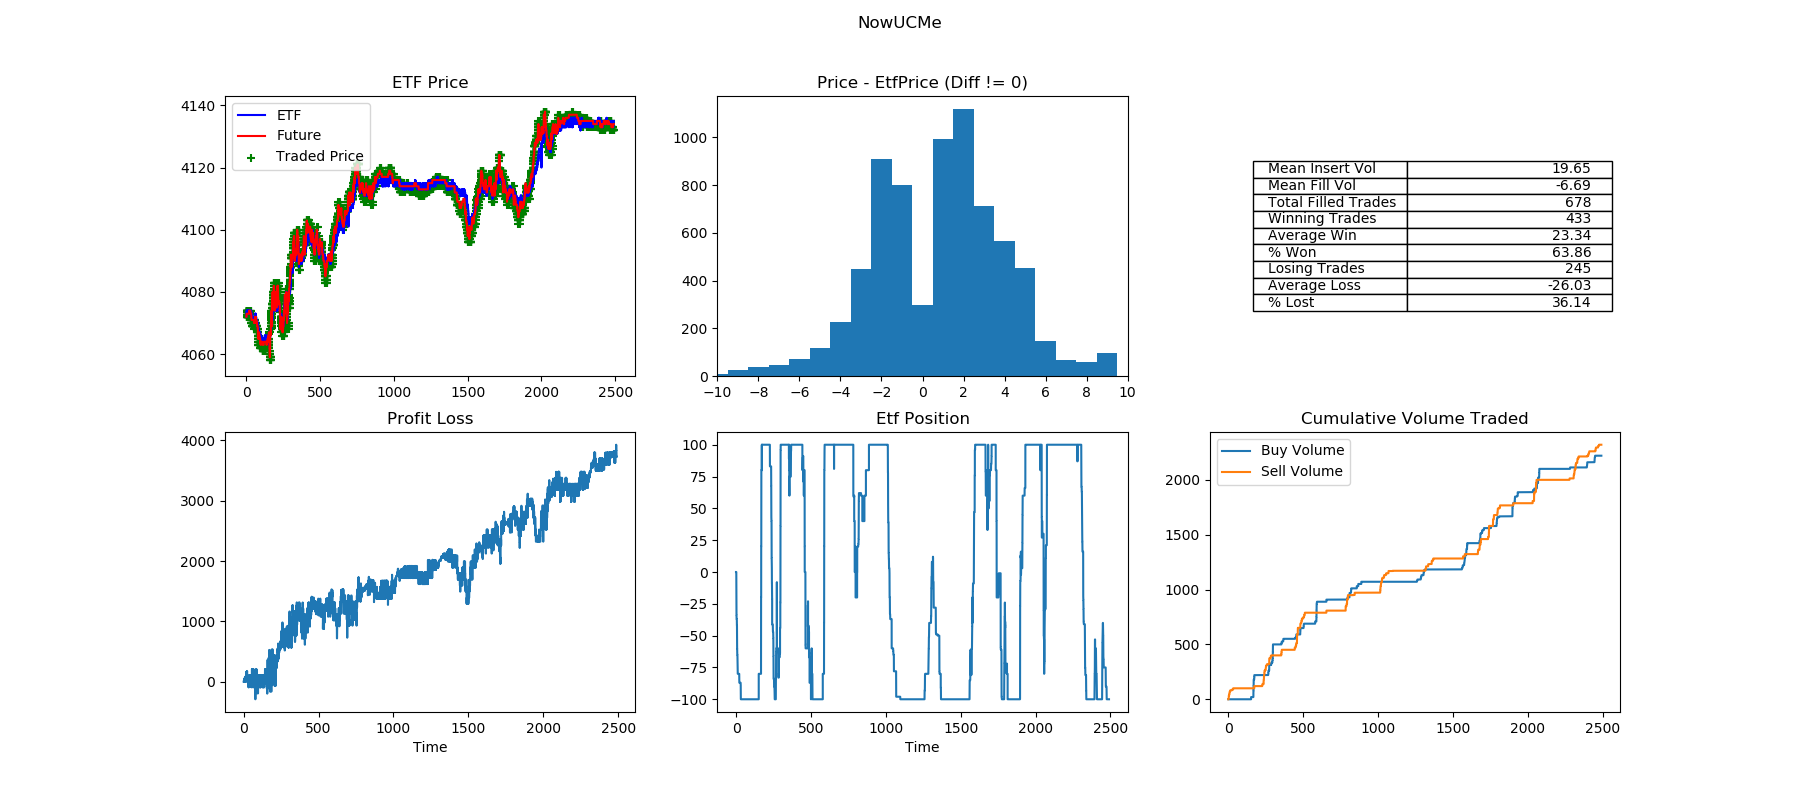 NowUCMe
ETF Price
ETF
Future
Traded Price
4140
4120
4100
4080
4060
0 500 1000 1500 2000 2500
Price - EtfPrice (Diff != 0)
1000
800
600
400
200
0
−10 −8 −6 −4 −2 0 2 4 6 8 10
Mean Insert Vol 19.65
Mean Fill Vol -6.69
Total Filled Trades 678
Winning Trades 433
Average Win 23.34
% Won 63.86
Losing Trades 245
Average Loss -26.03
% Lost 36.14
Profit Loss
4000
3000
2000
1000
0
0 500 1000 1500 2000 2500
Time
Etf Position
100
75
50
25
0
−25
−50
−75
−100
0 500 1000 1500 2000 2500
Time
Cumulative Volume Traded
Buy Volume
Sell Volume
2000
1500
1000
500
0
0 500 1000 1500 2000 2500